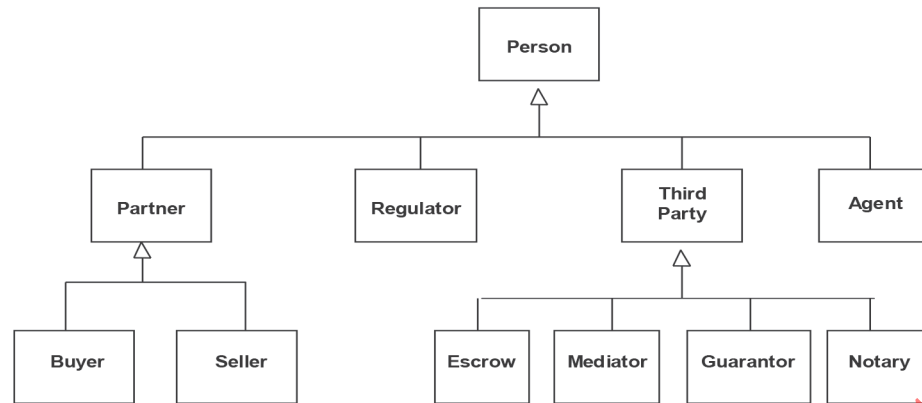 Person
Partner
Regulator
Third
Party
Agent
Buyer
Seller
Escrow
Mediator
Guarantor
Notary